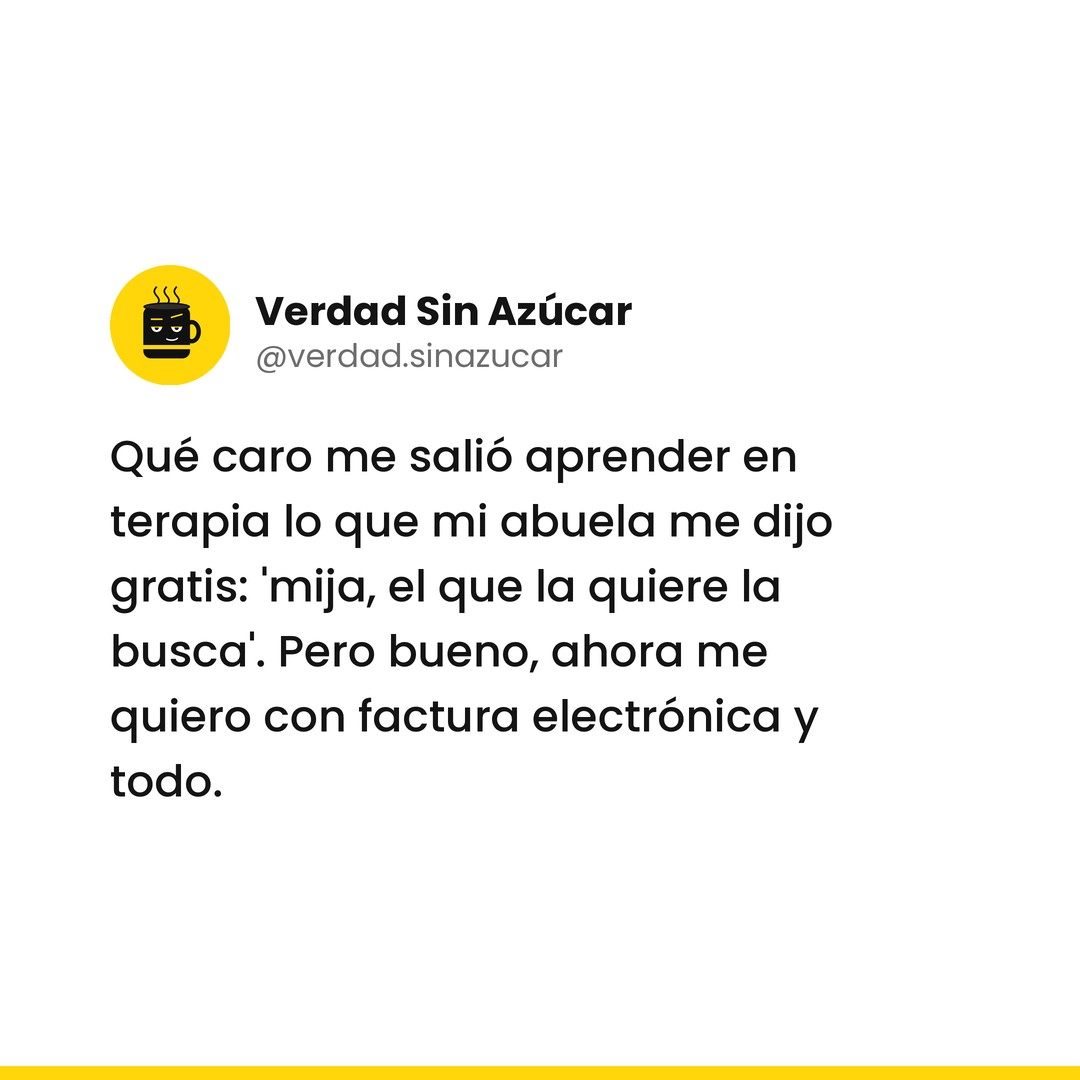 Verdad Sin Azúcar
@verdad.sinazucar
Qué caro me salió aprender en
terapia lo que mi abuela me dijo
gratis: 'mija, el que la quiere la
busca'. Pero bueno, ahora me
quiero con factura electrónica y
todo.